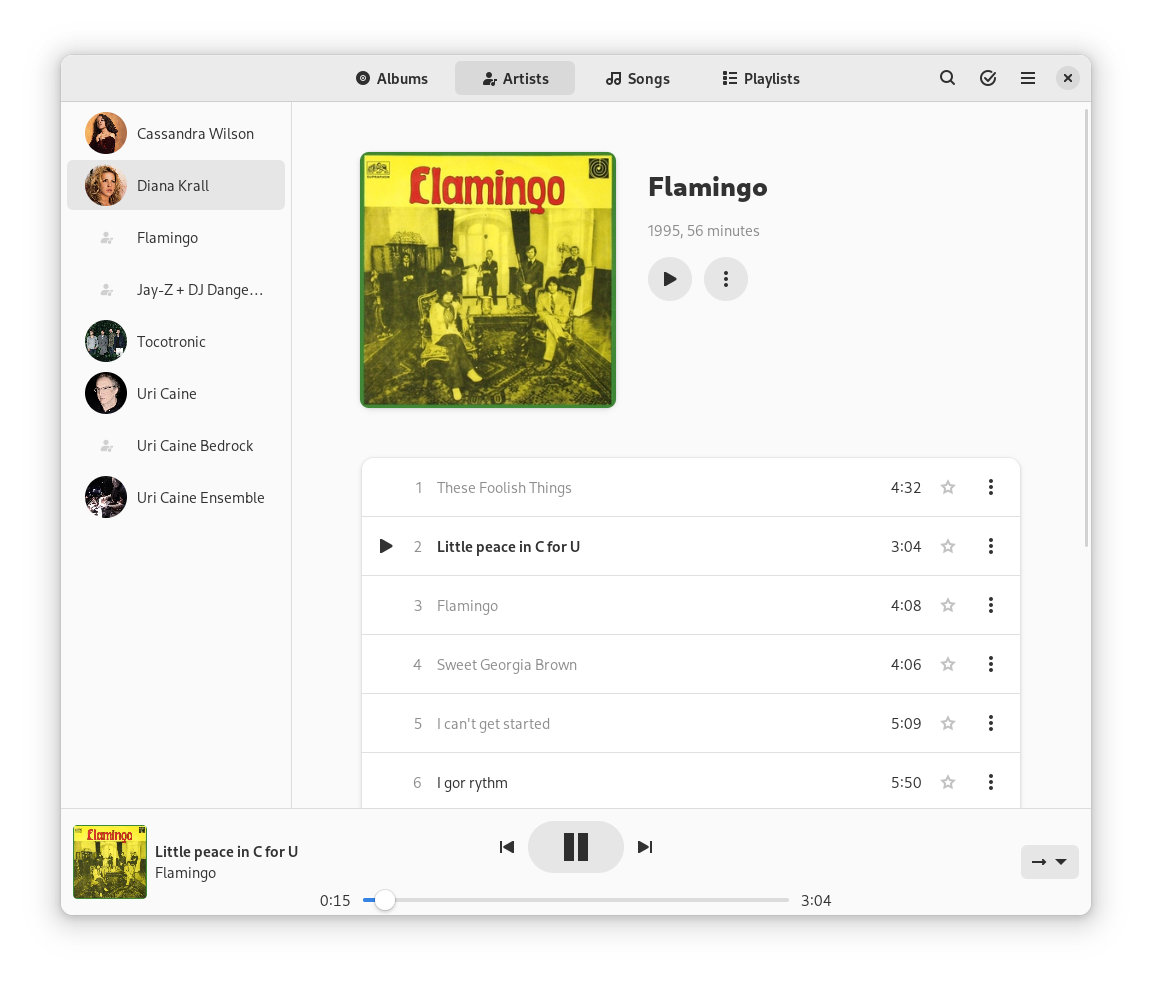 Albums
Artists
Songs
Playlists
Cassandra Wilson
Diana Krall
Flamingo
Jay-Z + DJ Dange…
Tocotronic
Uri Caine
Uri Caine Bedrock
Uri Caine Ensemble
Flamingo
Flamingo
1995, 56 minutes
1 These Foolish Things 4:32
2 Little peace in C for U 3:04
3 Flamingo 4:08
4 Sweet Georgia Brown 4:06
5 I can't get started 5:09
6 I gor rythm 5:50
Flamingo
Little peace in C for U
Flamingo
0:15
3:04